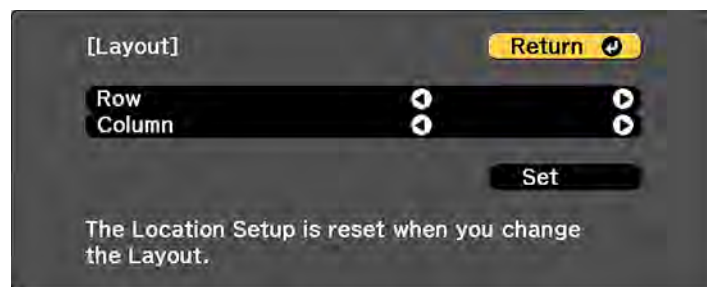 [Layout]
Return
Row
Column
Set
The Location Setup is reset when you change
the Layout.